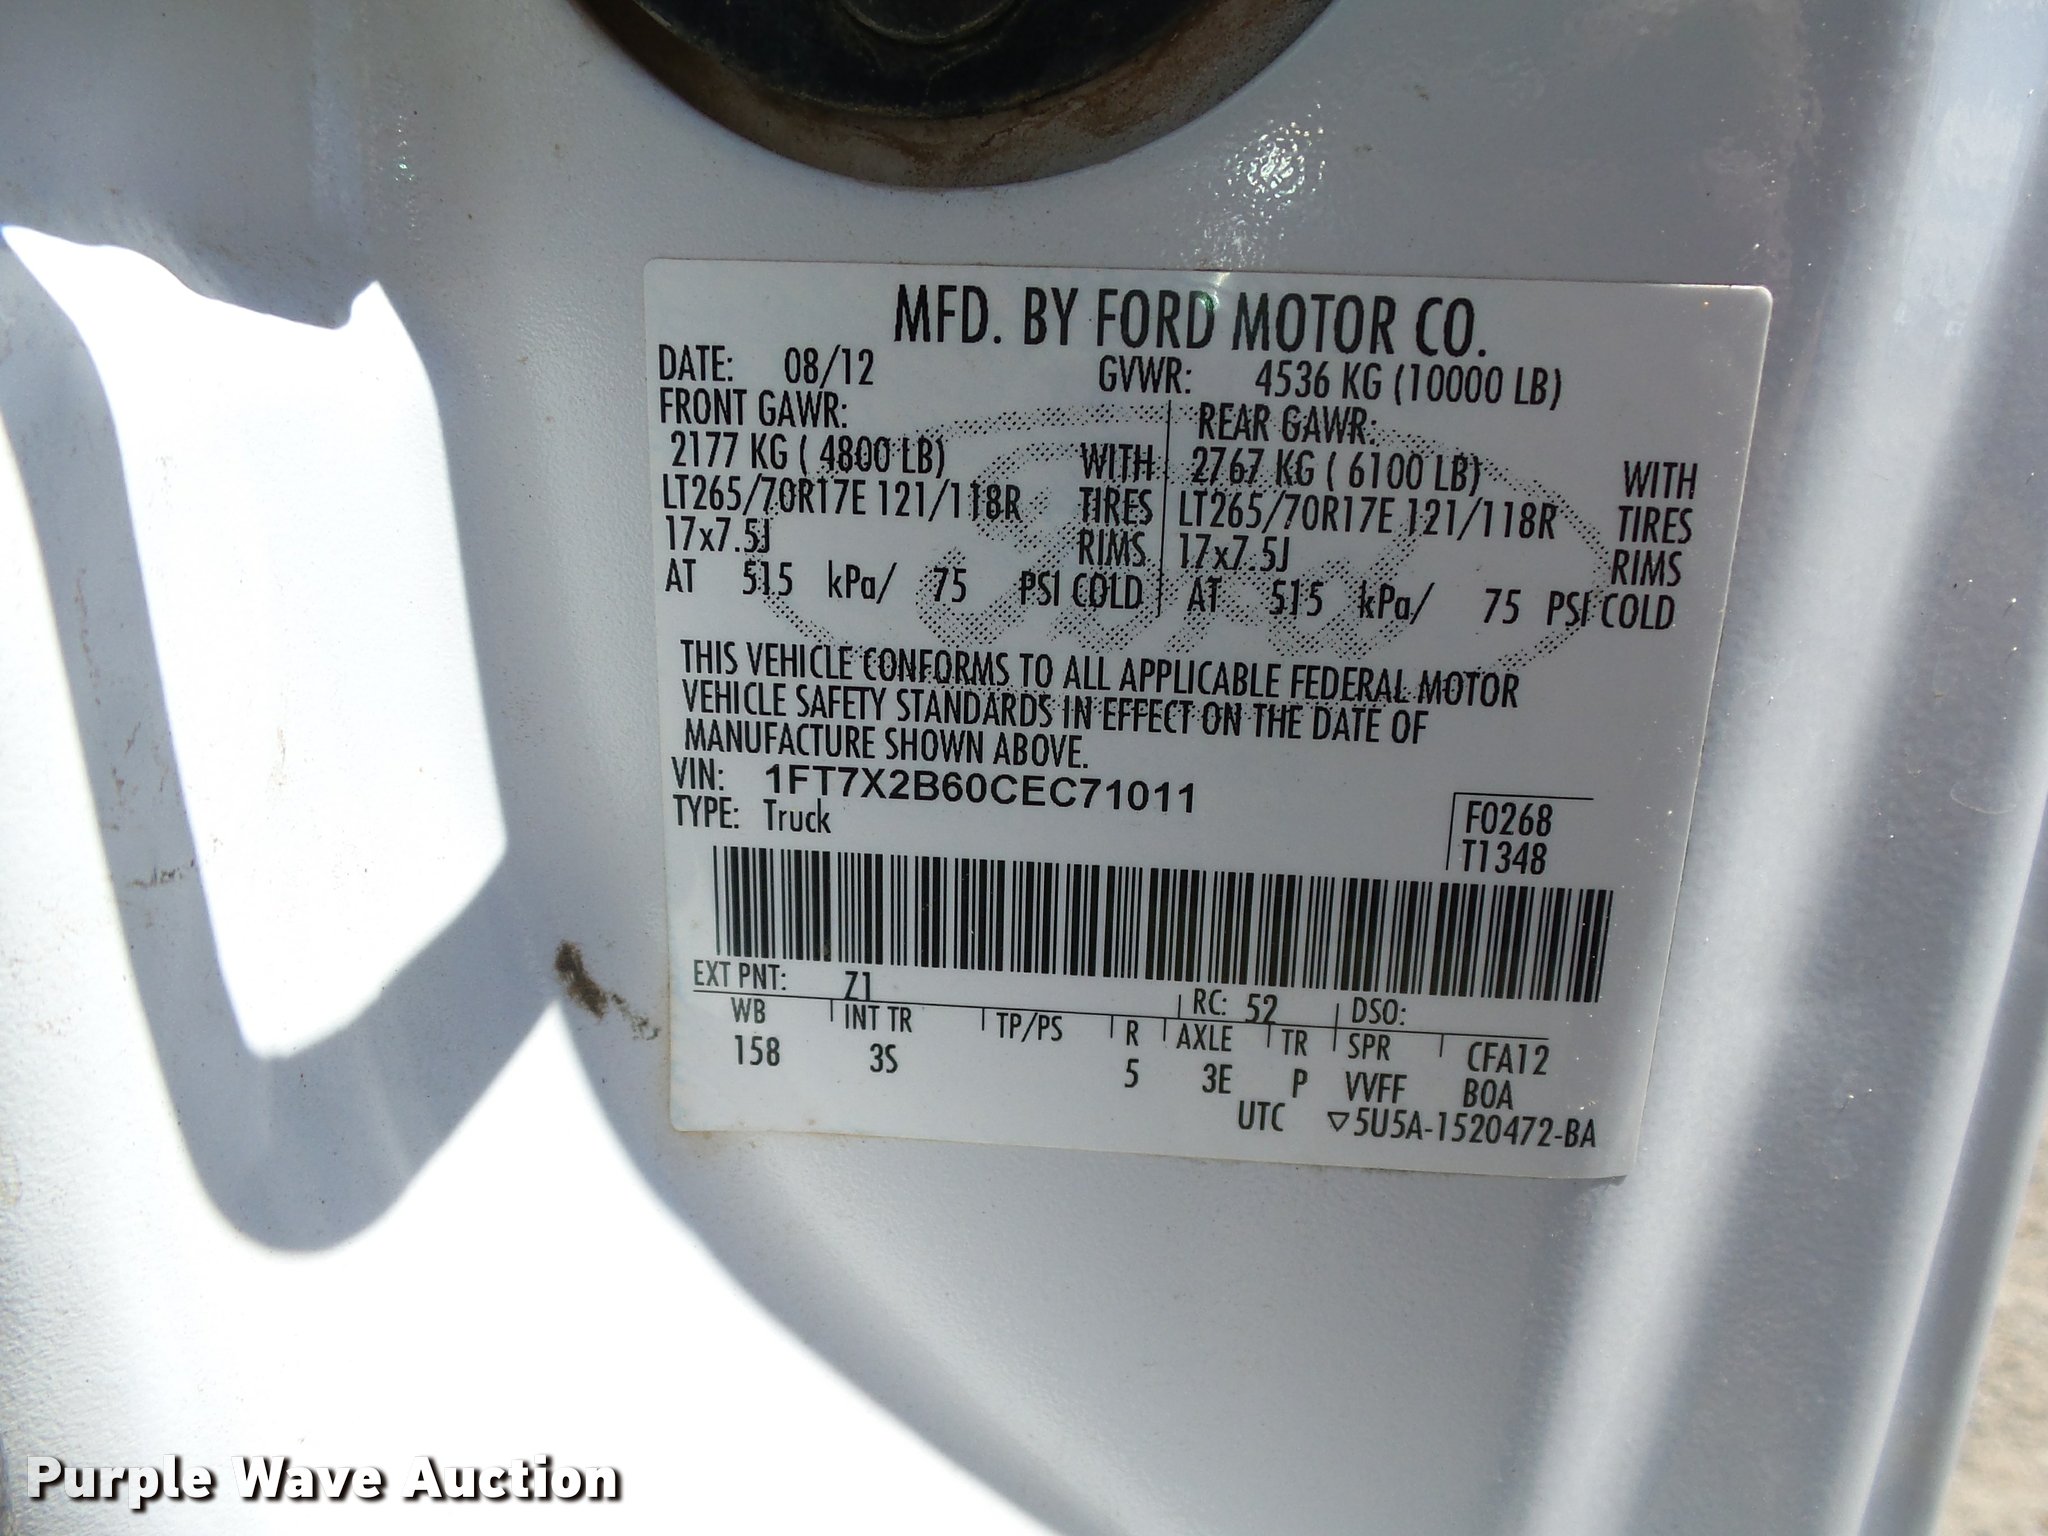 MFD. BY FORD MOTOR CO.
DATE: 08/12 GVWR: 4536 KG (10000 LB)
FRONT GAWR: REAR GAWR:
2177 KG ( 4800 LB) WITH 2767 KG ( 6100 LB) WITH
LT265/70R17E 121/118R TIRES LT265/70R17E 121/118R TIRES
17x7.5J RIMS 17x7.5J RIMS
AT 515 kPa/ 75 PSI COLD AT 515 kPa/ 75 PSI COLD
THIS VEHICLE CONFORMS TO ALL APPLICABLE FEDERAL MOTOR
VEHICLE SAFETY STANDARDS IN EFFECT ON THE DATE OF
MANUFACTURE SHOWN ABOVE.
VIN: 1FT7X2B60CEC71011
TYPE: Truck
F0268
T1348
EXT PNT: Z1 RC: 52 DSO:
WB INT TR TP/PS R AXLE TR SPR CFA12
158 3S 5 3E P VVFF BOA
UTC ▽5U5A-1520472-BA
Purple Wave Auction